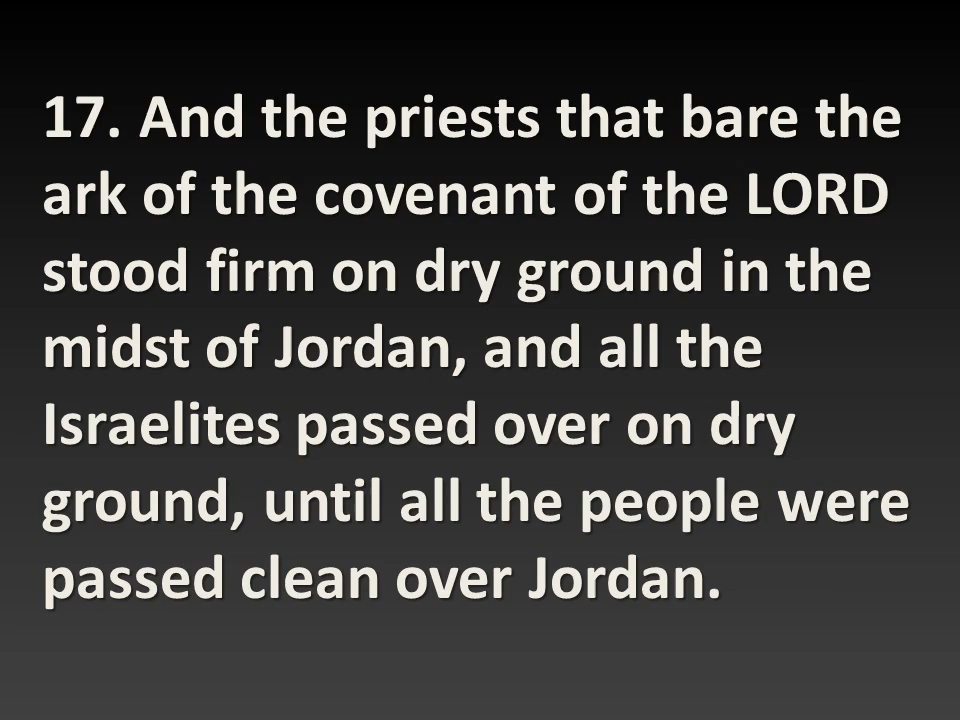 17. And the priests that bare the
ark of the covenant of the LORD
stood firm on dry ground in the
midst of Jordan, and all the
Israelites passed over on dry
ground, until all the people were
passed clean over Jordan.